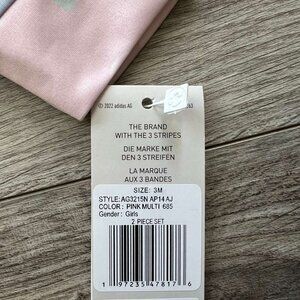 © 2022 adidas AG
THE BRAND
WITH THE 3 STRIPES
DIE MARKE MIT
DEN 3 STREIFEN
LA MARQUE
AUX 3 BANDES
SIZE: 3M
STYLE: AG3215N AP14 AJ
COLOR : PINK MULTI 685
Gender : Girls
2 PIECE SET
1 97235 47817 6